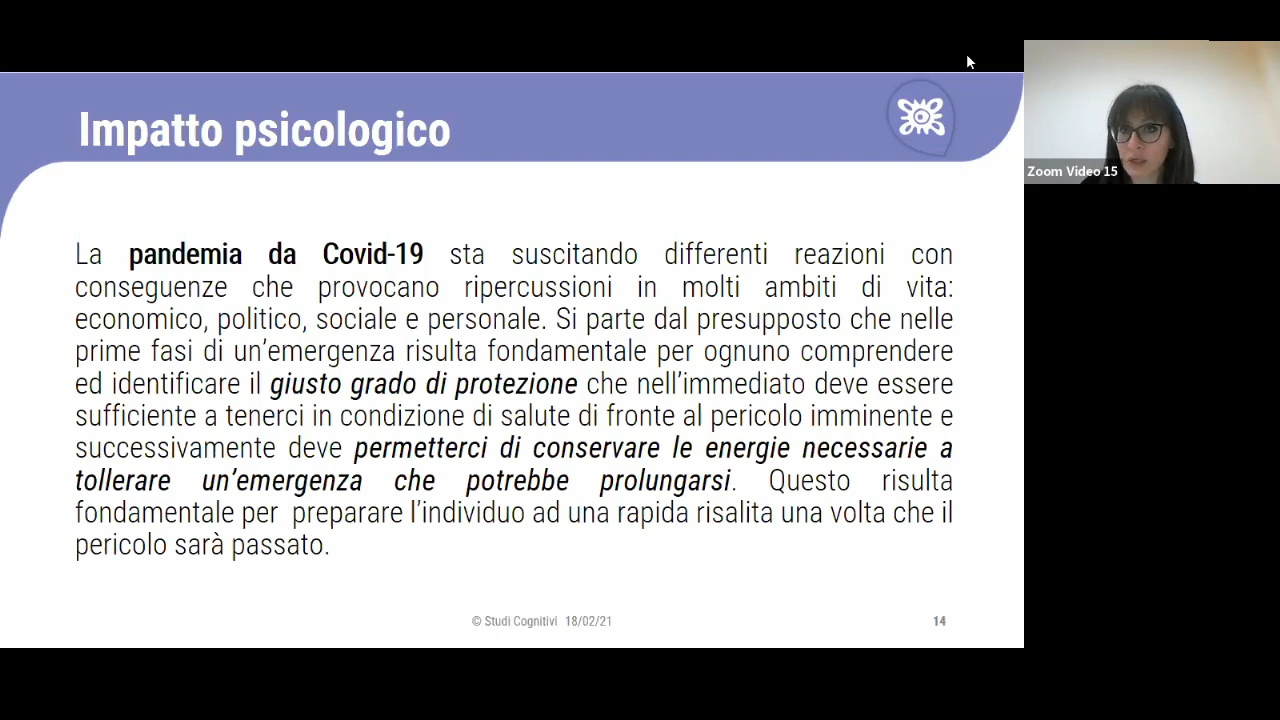 Impatto psicologico
Zoom Video 15
La pandemia da Covid-19 sta suscitando differenti reazioni con
conseguenze che provocano ripercussioni in molti ambiti di vita:
economico, politico, sociale e personale. Si parte dal presupposto che nelle
prime fasi di un'emergenza risulta fondamentale per ognuno comprendere
ed identificare il giusto grado di protezione che nell'immediato deve essere
sufficiente a tenerci in condizione di salute di fronte al pericolo imminente e
successivamente deve permetterci di conservare le energie necessarie a
tollerare un'emergenza che potrebbe prolungarsi. Questo risulta
fondamentale per preparare l'individuo ad una rapida risalita una volta che il
pericolo sarà passato.
© Studi Cognitivi 18/02/21
14